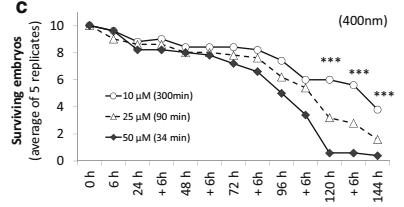 c
(400nm)
Surviving embryos
(average of 5 replicates)
10
8
6
4
2
0
***
***
***
10 µM (300min)
25 µM (90 min)
50 µM (34 min)
0 h
6 h
24 h
+ 6h
48 h
+ 6h
72 h
+ 6h
96 h
+ 6h
120 h
+ 6h
144 h